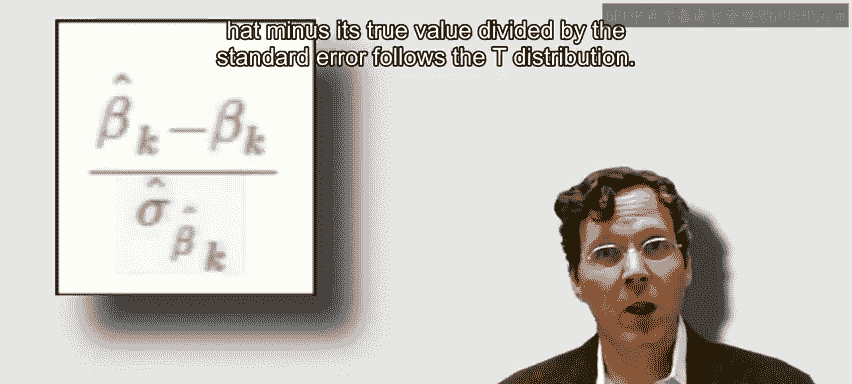 hat minus its true value divided by the
standard error follows the T distribution.
β̂k − βk
σ̂β̂k